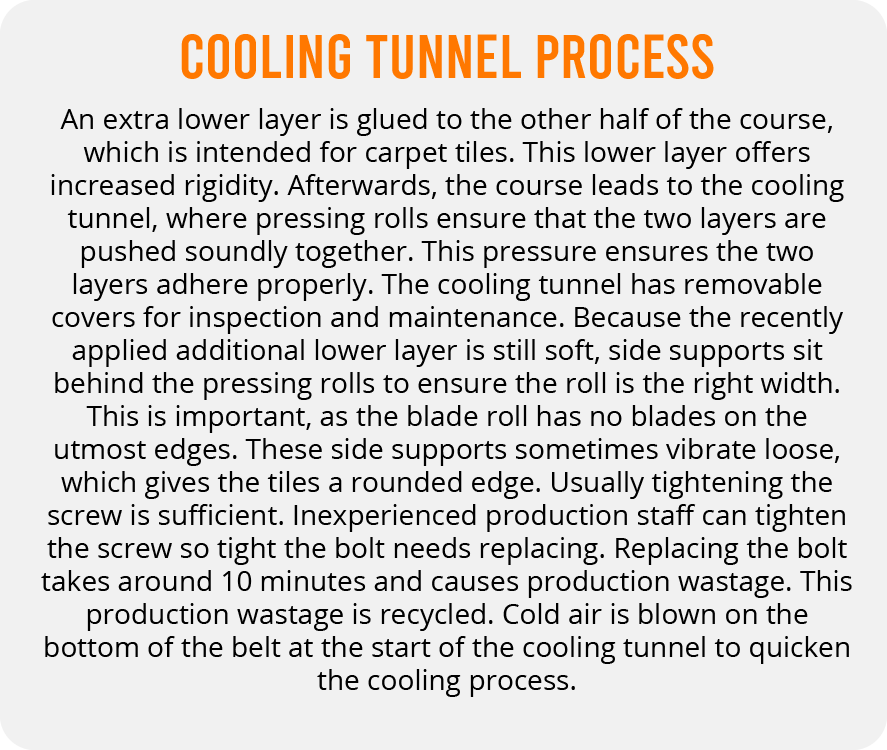 COOLING TUNNEL PROCESS
An extra lower layer is glued to the other half of the course,
which is intended for carpet tiles. This lower layer offers
increased rigidity. Afterwards, the course leads to the cooling
tunnel, where pressing rolls ensure that the two layers are
pushed soundly together. This pressure ensures the two
layers adhere properly. The cooling tunnel has removable
covers for inspection and maintenance. Because the recently
applied additional lower layer is still soft, side supports sit
behind the pressing rolls to ensure the roll is the right width.
This is important, as the blade roll has no blades on the
utmost edges. These side supports sometimes vibrate loose,
which gives the tiles a rounded edge. Usually tightening the
screw is sufficient. Inexperienced production staff can tighten
the screw so tight the bolt needs replacing. Replacing the bolt
takes around 10 minutes and causes production wastage. This
production wastage is recycled. Cold air is blown on the
bottom of the belt at the start of the cooling tunnel to quicken
the cooling process.